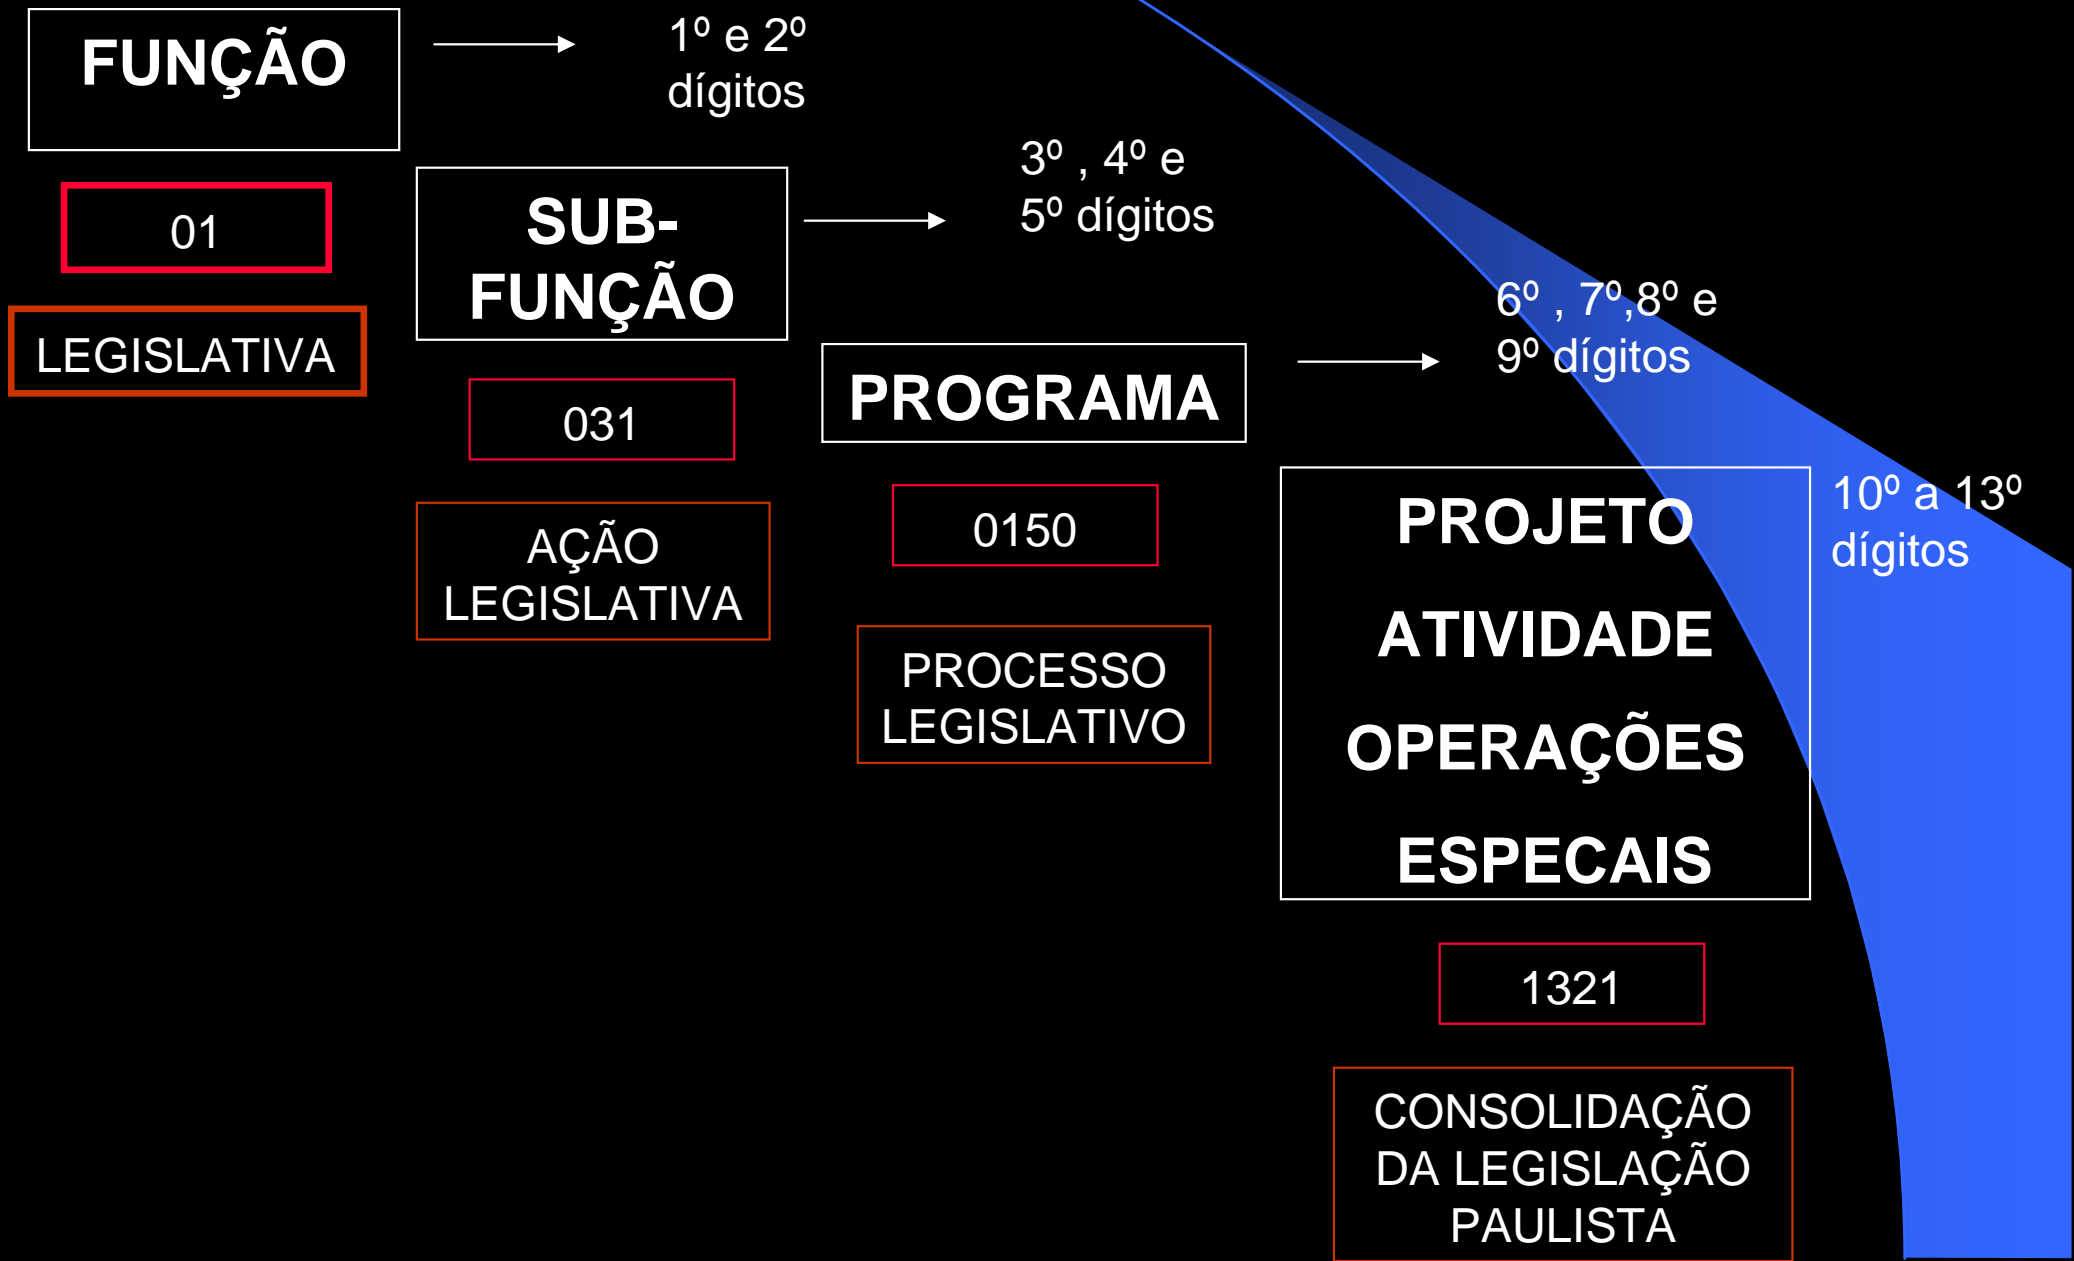 FUNÇÃO
1º e 2º
dígitos
01
LEGISLATIVA
SUB-
FUNÇÃO
3º , 4º e
5º dígitos
031
AÇÃO
LEGISLATIVA
PROGRAMA
6º , 7º,8º e
9º dígitos
0150
PROCESSO
LEGISLATIVO
PROJETO
ATIVIDADE
OPERAÇÕES
ESPECAIS
10º a 13º
dígitos
1321
CONSOLIDAÇÃO
DA LEGISLAÇÃO
PAULISTA